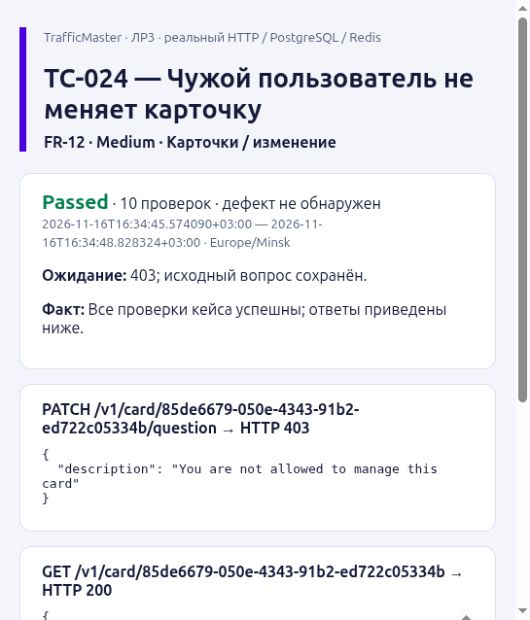 TrafficMaster · ЛР3 · реальный HTTP / PostgreSQL / Redis
TC-024 — Чужой пользователь не
меняет карточку
FR-12 · Medium · Карточки / изменение
Passed · 10 проверок · дефект не обнаружен
2026-11-16T16:34:45.574090+03:00 — 2026-11-
16T16:34:48.828324+03:00 · Europe/Minsk
Ожидание: 403; исходный вопрос сохранён.
Факт: Все проверки кейса успешны; ответы приведены
ниже.
PATCH /v1/card/85de6679-050e-4343-91b2-
ed722c05334b/question → HTTP 403
{
  "description": "You are not allowed to manage this
card"
}
GET /v1/card/85de6679-050e-4343-91b2-ed722c05334b →
HTTP 200
{